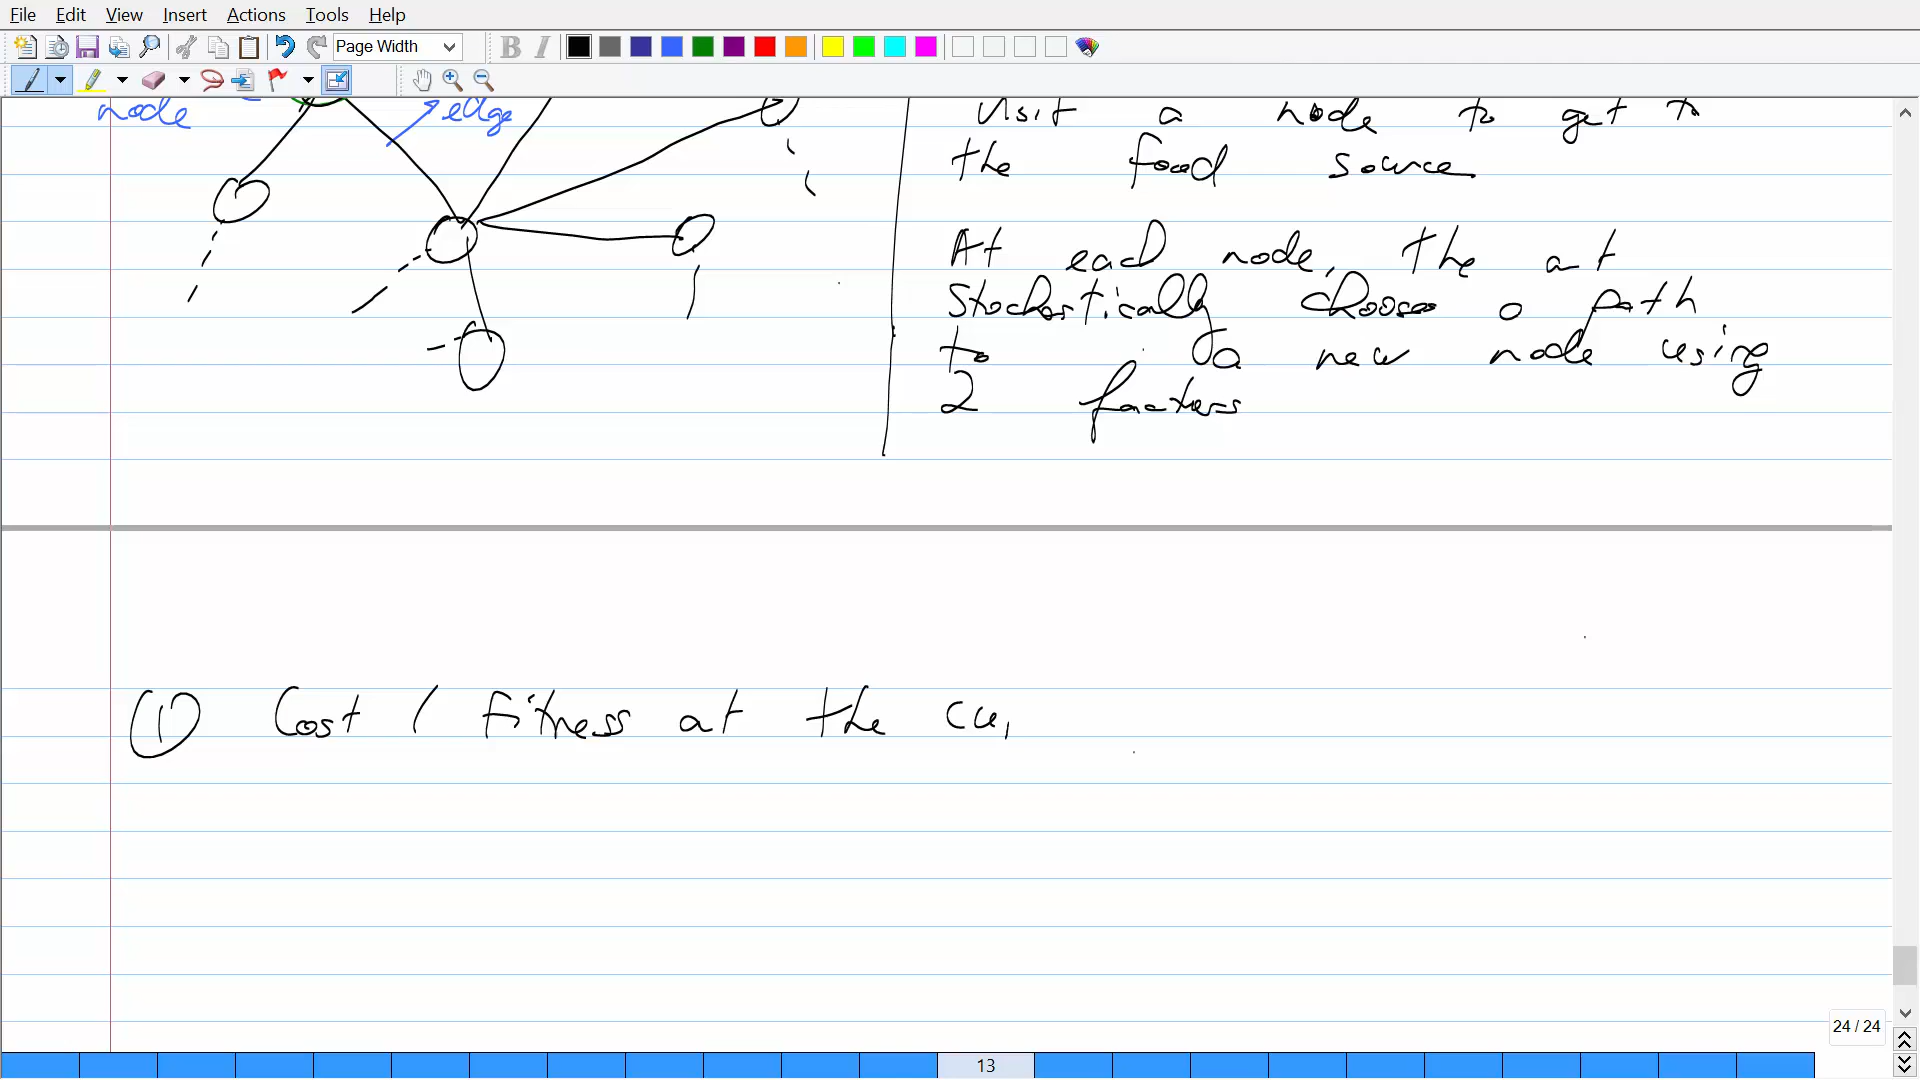 File Edit View Insert Actions Tools Help
Page Width
B I
node
edge
visit a node to get to
the food source
At each node, the ant
stochastically chooses a path
to a new node using
2 factors
① Cost / fitness at the cu
24 / 24
13